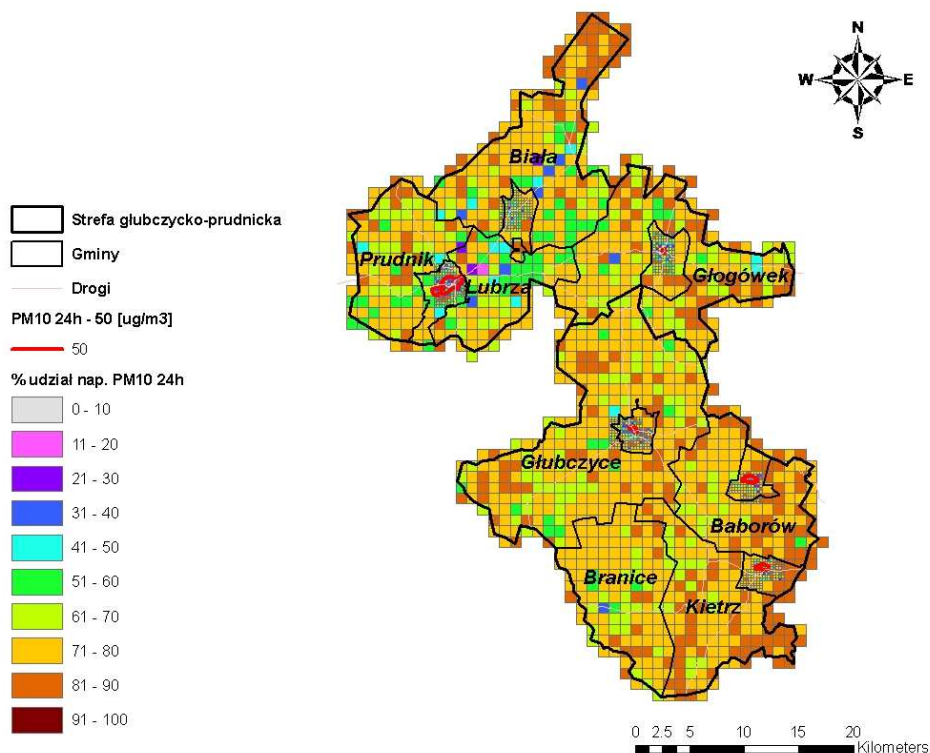 N
W
E
S
Biała
Prudnik
Lubrza
Głogówek
Głubczyce
Baborów
Branice
Kietrz
Strefa głubczycko-prudnicka
Gminy
Drogi
PM10 24h - 50 [ug/m3]
50
% udział nap. PM10 24h
0 - 10
11 - 20
21 - 30
31 - 40
41 - 50
51 - 60
61 - 70
71 - 80
81 - 90
91 - 100
0 2.5 5 10 15 20
Kilometers